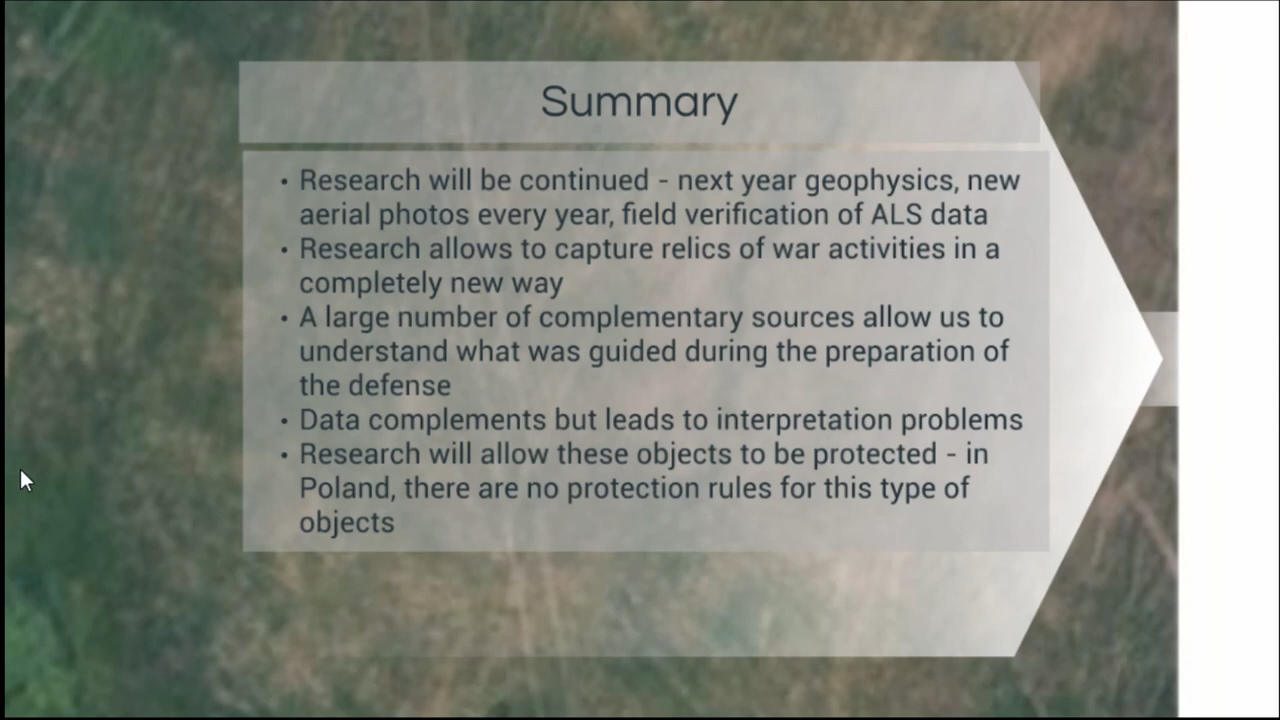 Summary
• Research will be continued - next year geophysics, new
aerial photos every year, field verification of ALS data
• Research allows to capture relics of war activities in a
completely new way
• A large number of complementary sources allow us to
understand what was guided during the preparation of
the defense
• Data complements but leads to interpretation problems
• Research will allow these objects to be protected - in
Poland, there are no protection rules for this type of
objects